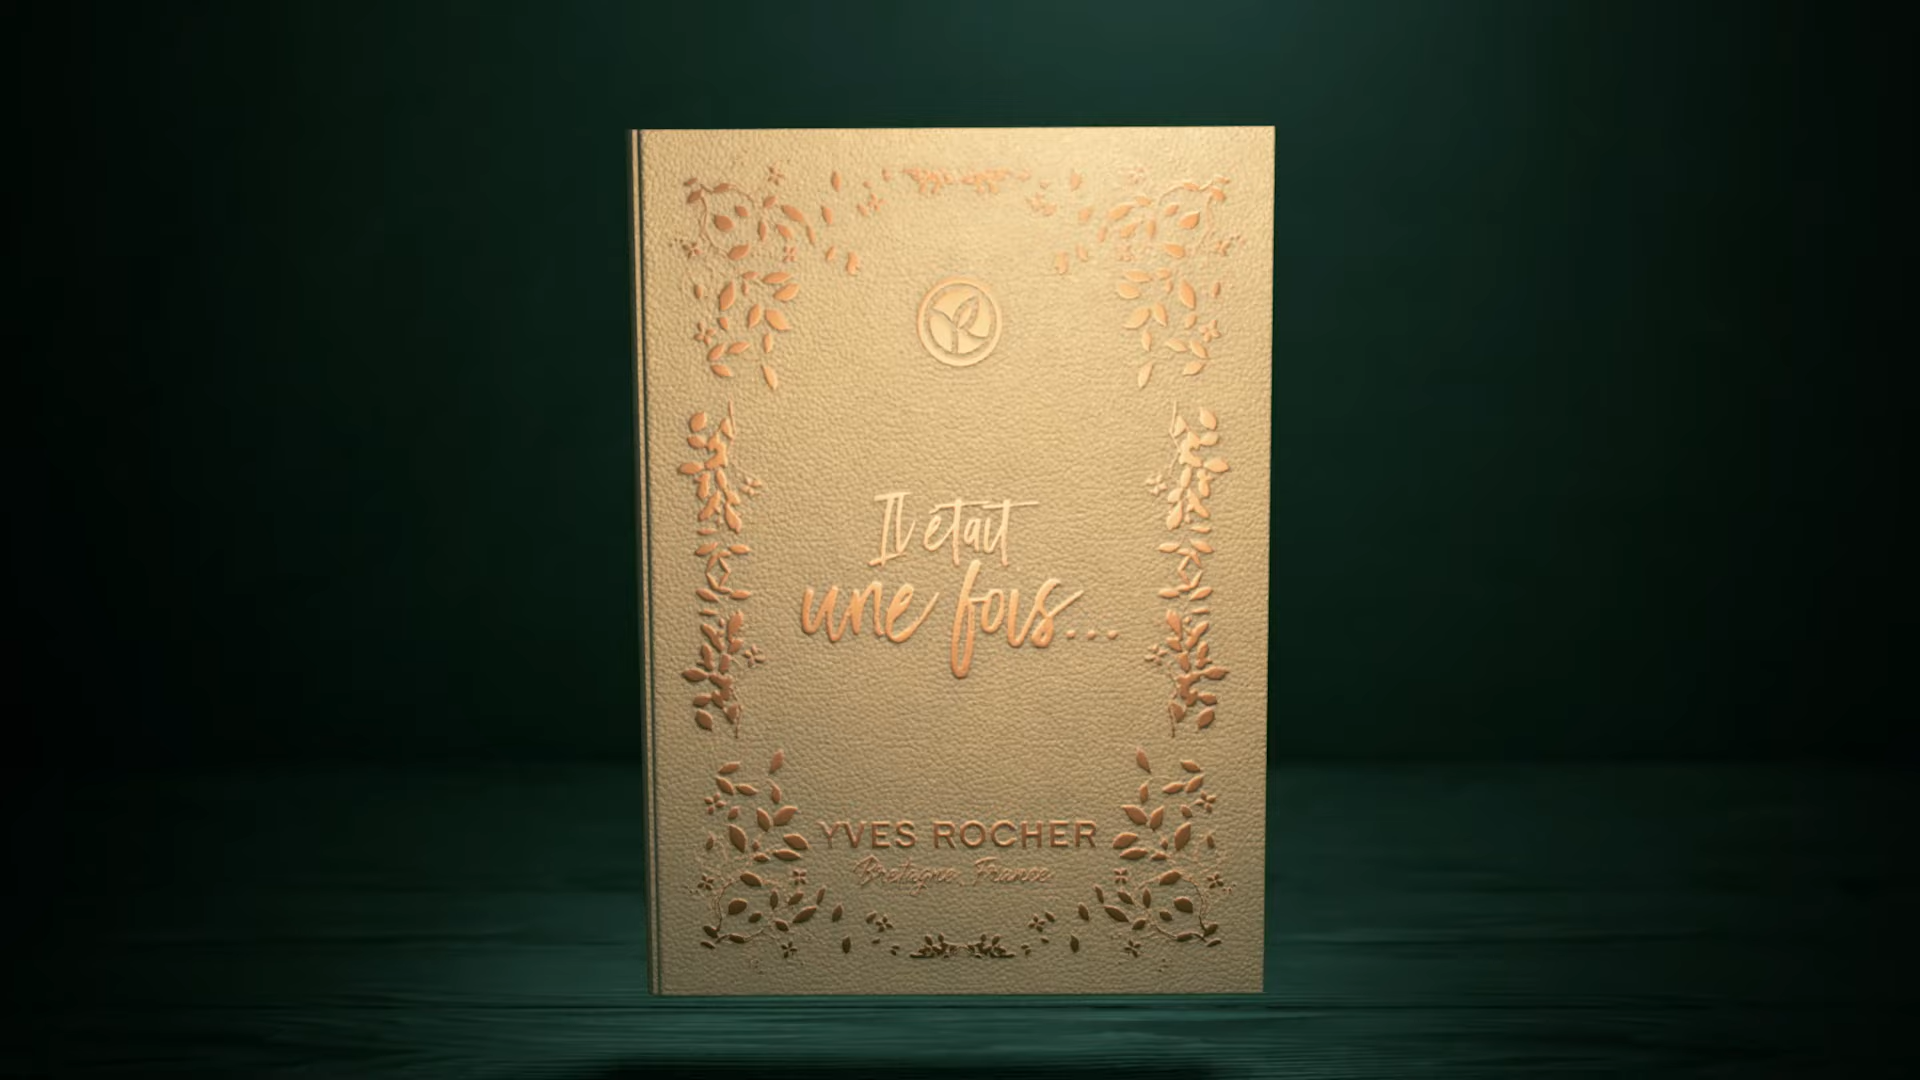 Il était
une fois...
YVES ROCHER
Bretagne, France